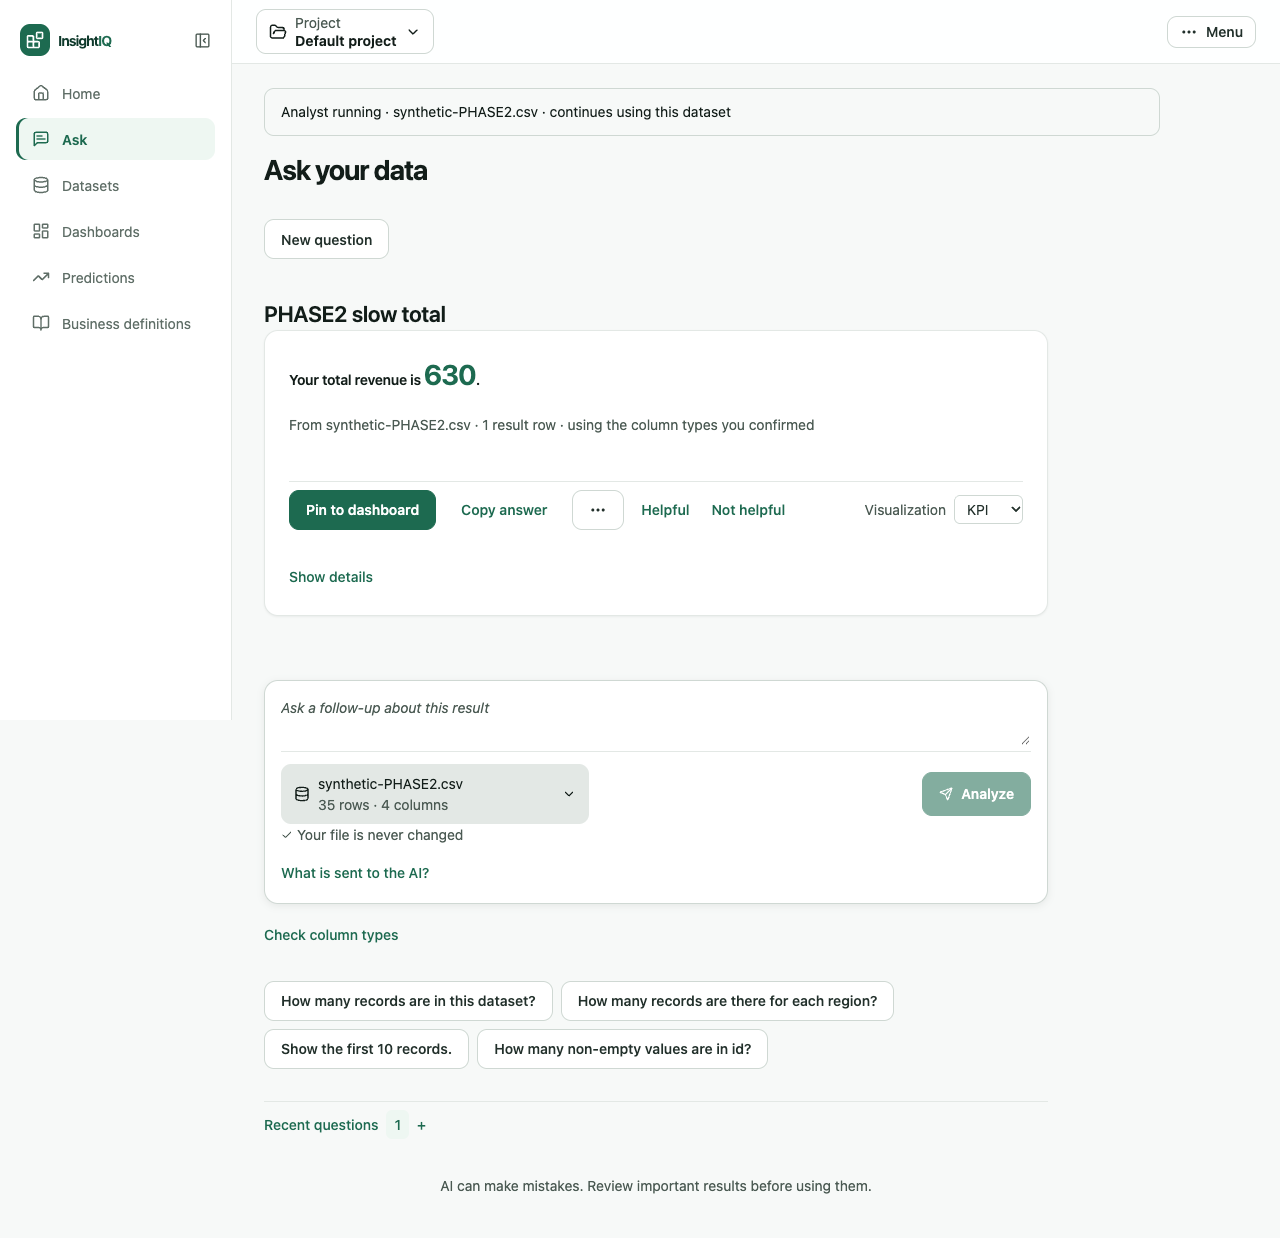 InsightIQ
Home
Ask
Datasets
Dashboards
Predictions
Business definitions
Project
Default project
Menu
Analyst running · synthetic-PHASE2.csv · continues using this dataset
Ask your data
New question
PHASE2 slow total
Your total revenue is 630.
From synthetic-PHASE2.csv · 1 result row · using the column types you confirmed
Pin to dashboard
Copy answer
Helpful
Not helpful
Visualization
KPI
Show details
Ask a follow-up about this result
synthetic-PHASE2.csv
35 rows · 4 columns
Analyze
✓ Your file is never changed
What is sent to the AI?
Check column types
How many records are in this dataset?
How many records are there for each region?
Show the first 10 records.
How many non-empty values are in id?
Recent questions 1 +
AI can make mistakes. Review important results before using them.